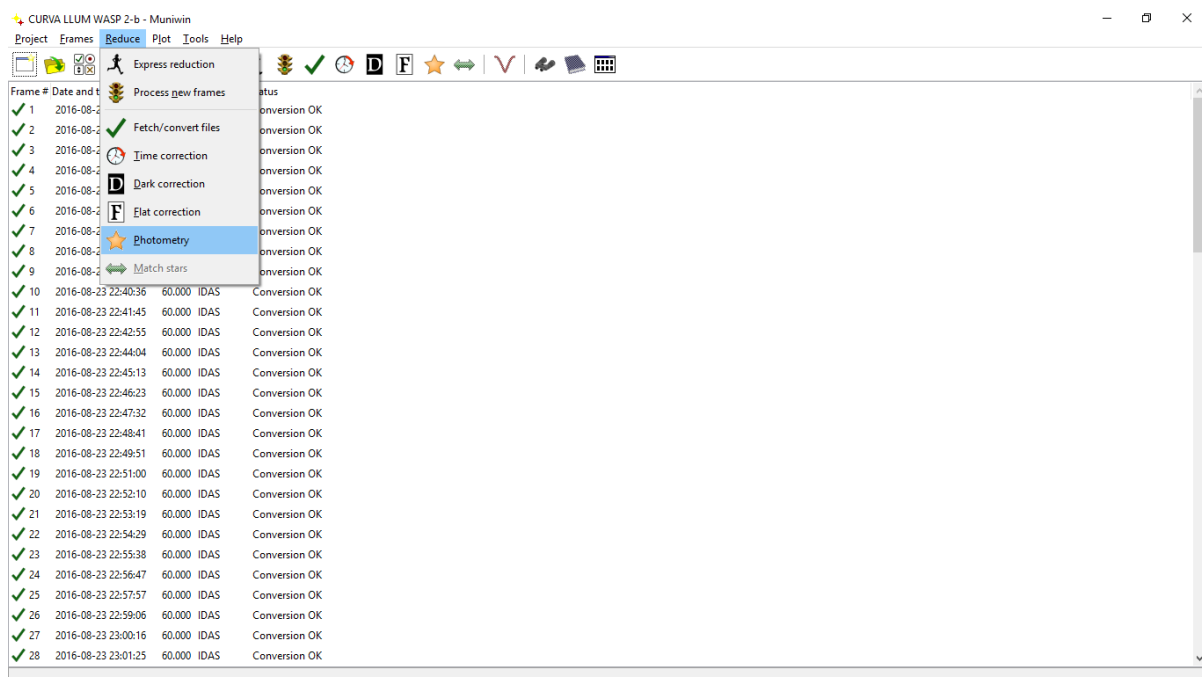 CURVA LLUM WASP 2-b - Muniwin
Project Frames Reduce Plot Tools Help
Express reduction
Process new frames
Fetch/convert files
Time correction
Dark correction
Flat correction
Photometry
Match stars
D F
Frame # Date and t atus
1 2016-08-2 onversion OK
2 2016-08-2 onversion OK
3 2016-08-2 onversion OK
4 2016-08-2 onversion OK
5 2016-08-2 onversion OK
6 2016-08-2 onversion OK
7 2016-08-2 onversion OK
8 2016-08-2 onversion OK
9 2016-08-2 onversion OK
10 2016-08-23 22:40:36 60.000 IDAS Conversion OK
11 2016-08-23 22:41:45 60.000 IDAS Conversion OK
12 2016-08-23 22:42:55 60.000 IDAS Conversion OK
13 2016-08-23 22:44:04 60.000 IDAS Conversion OK
14 2016-08-23 22:45:13 60.000 IDAS Conversion OK
15 2016-08-23 22:46:23 60.000 IDAS Conversion OK
16 2016-08-23 22:47:32 60.000 IDAS Conversion OK
17 2016-08-23 22:48:41 60.000 IDAS Conversion OK
18 2016-08-23 22:49:51 60.000 IDAS Conversion OK
19 2016-08-23 22:51:00 60.000 IDAS Conversion OK
20 2016-08-23 22:52:10 60.000 IDAS Conversion OK
21 2016-08-23 22:53:19 60.000 IDAS Conversion OK
22 2016-08-23 22:54:29 60.000 IDAS Conversion OK
23 2016-08-23 22:55:38 60.000 IDAS Conversion OK
24 2016-08-23 22:56:47 60.000 IDAS Conversion OK
25 2016-08-23 22:57:57 60.000 IDAS Conversion OK
26 2016-08-23 22:59:06 60.000 IDAS Conversion OK
27 2016-08-23 23:00:16 60.000 IDAS Conversion OK
28 2016-08-23 23:01:25 60.000 IDAS Conversion OK